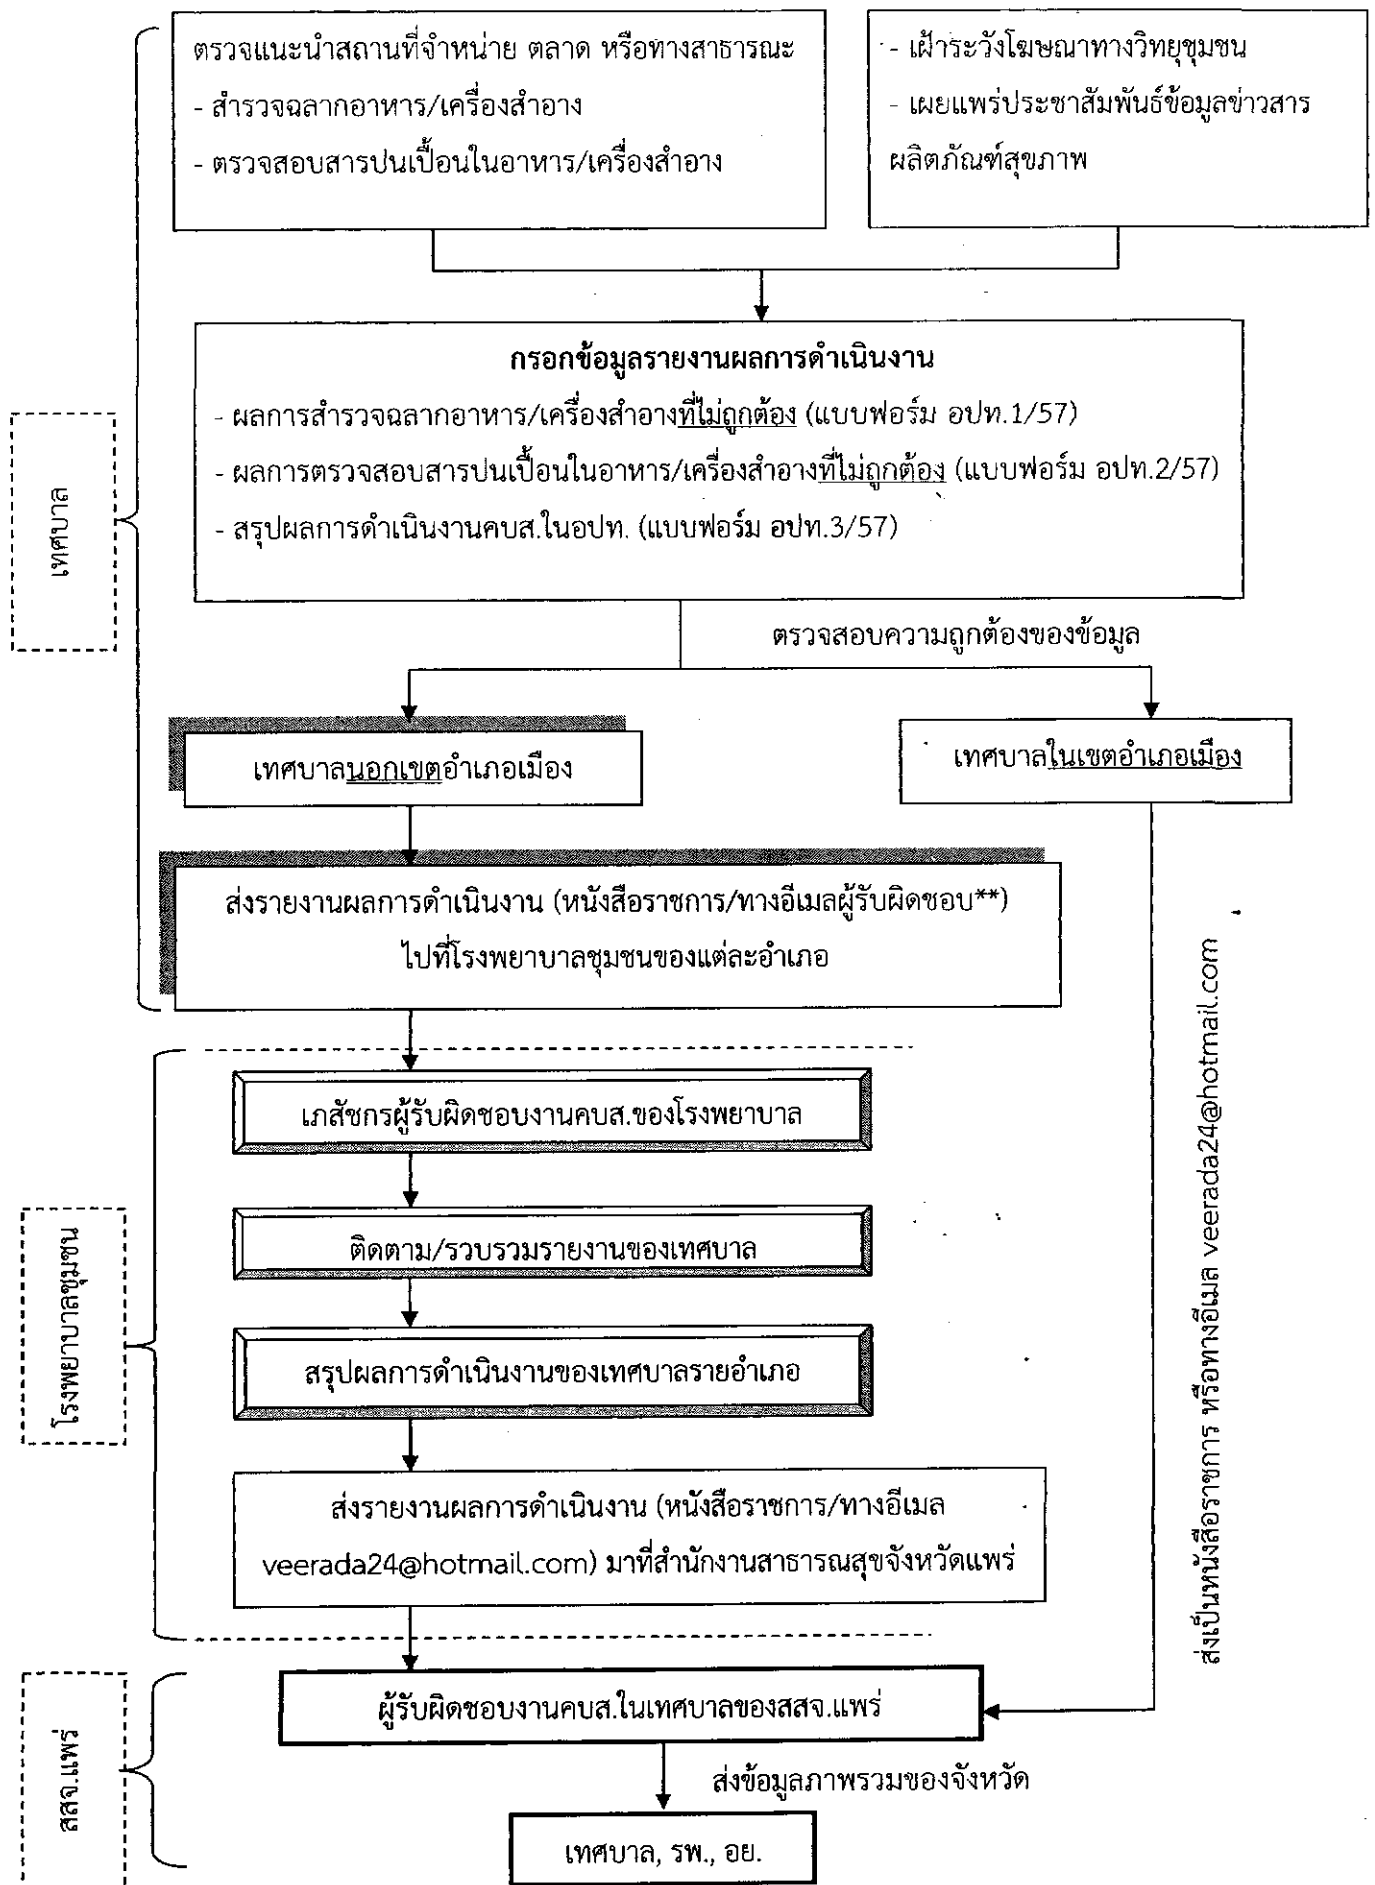 ตรวจแนะนำสถานที่จำหน่าย ตลาด หรือทางสาธารณะ
- สำรวจฉลากอาหาร/เครื่องสำอาง
- ตรวจสอบสารปนเปื้อนในอาหาร/เครื่องสำอาง
- เฝ้าระวังโฆษณาทางวิทยุชุมชน
- เผยแพร่ประชาสัมพันธ์ข้อมูลข่าวสาร
ผลิตภัณฑ์สุขภาพ
กรอกข้อมูลรายงานผลการดำเนินงาน
- ผลการสำรวจฉลากอาหาร/เครื่องสำอางที่ไม่ถูกต้อง (แบบฟอร์ม อปท.1/57)
- ผลการตรวจสอบสารปนเปื้อนในอาหาร/เครื่องสำอางที่ไม่ถูกต้อง (แบบฟอร์ม อปท.2/57)
- สรุปผลการดำเนินงานคบส.ในอปท. (แบบฟอร์ม อปท.3/57)
เทศบาล
ตรวจสอบความถูกต้องของข้อมูล
เทศบาลนอกเขตอำเภอเมือง
เทศบาลในเขตอำเภอเมือง
ส่งรายงานผลการดำเนินงาน (หนังสือราชการ/ทางอีเมลผู้รับผิดชอบ**)
ไปที่โรงพยาบาลชุมชนของแต่ละอำเภอ
ส่งเป็นหนังสือราชการ หรือทางอีเมล veerada24@hotmail.com
เภสัชกรผู้รับผิดชอบงานคบส.ของโรงพยาบาล
ติดตาม/รวบรวมรายงานของเทศบาล
โรงพยาบาลชุมชน
สรุปผลการดำเนินงานของเทศบาลรายอำเภอ
ส่งรายงานผลการดำเนินงาน (หนังสือราชการ/ทางอีเมล
veerada24@hotmail.com) มาที่สำนักงานสาธารณสุขจังหวัดแพร่
ผู้รับผิดชอบงานคบส.ในเทศบาลของสสจ.แพร่
สสจ.แพร่
ส่งข้อมูลภาพรวมของจังหวัด
เทศบาล, รพ., อย.